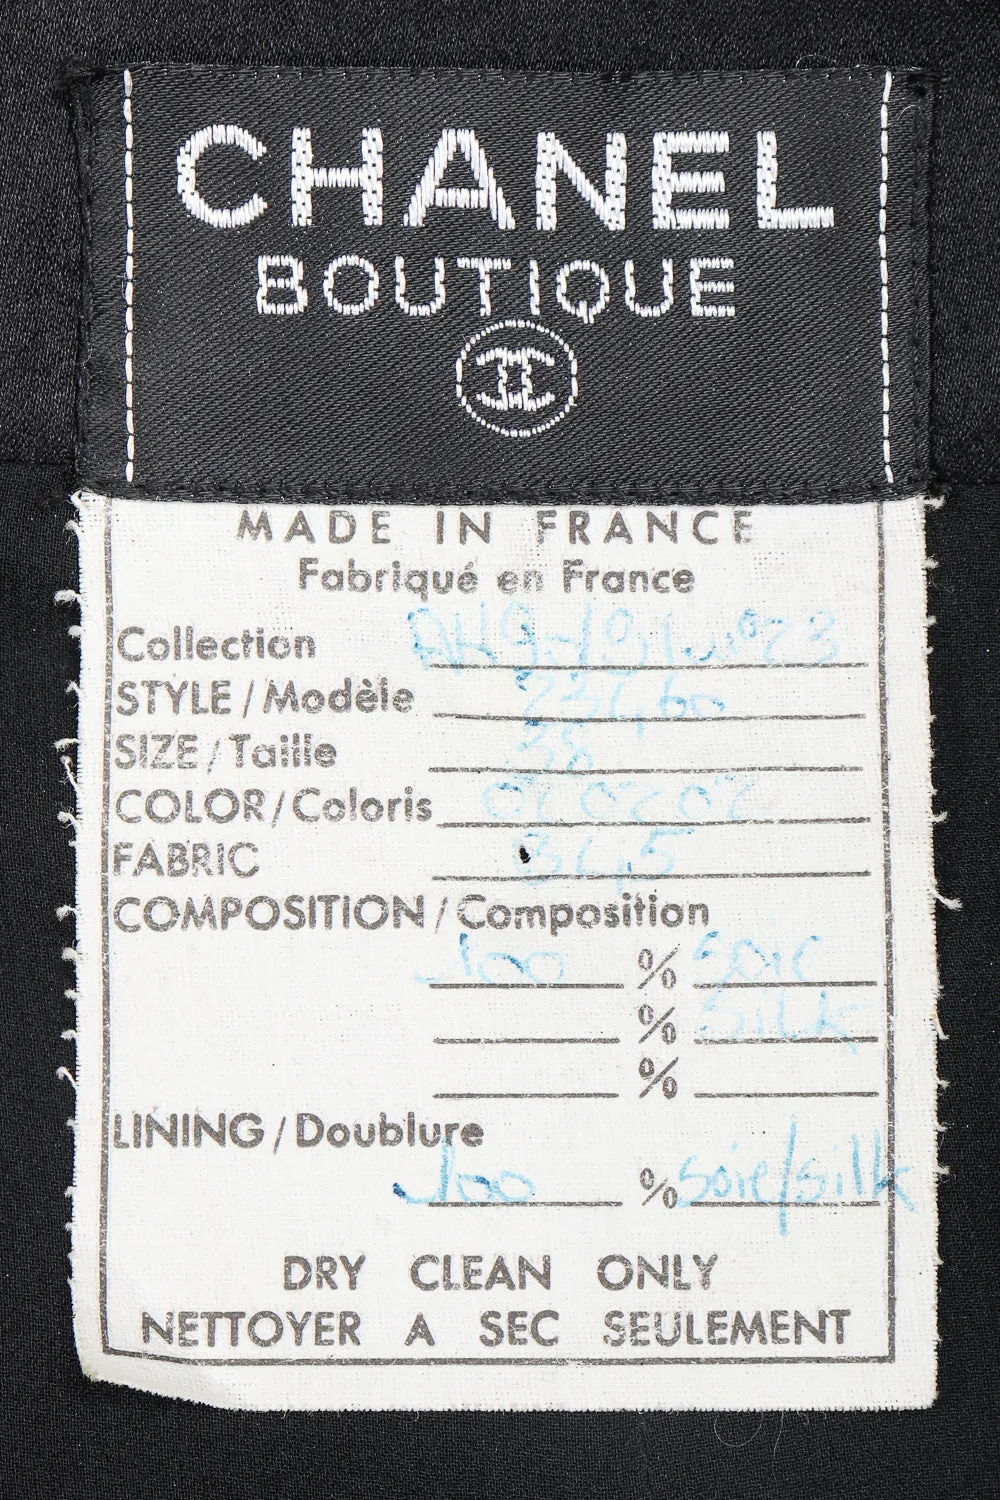 CHANEL
BOUTIQUE
MADE IN FRANCE
Fabriqué en France
Collection
STYLE / Modèle
SIZE / Taille 38
COLOR / Coloris
FABRIC
COMPOSITION / Composition
100 % soie
% SILK
%
LINING / Doublure
100 % soie/silk
DRY CLEAN ONLY
NETTOYER A SEC SEULEMENT